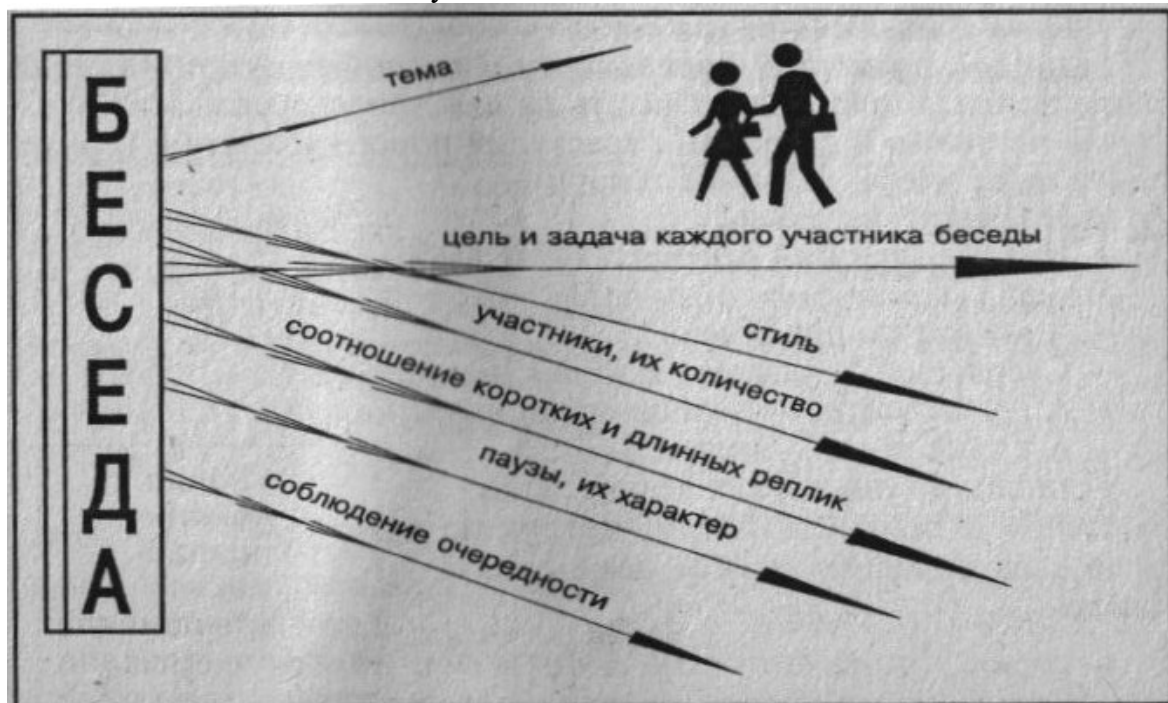 БЕСЕДА
тема
цель и задача каждого участника беседы
стиль
участники, их количество
соотношение коротких и длинных реплик
паузы, их характер
соблюдение очередности